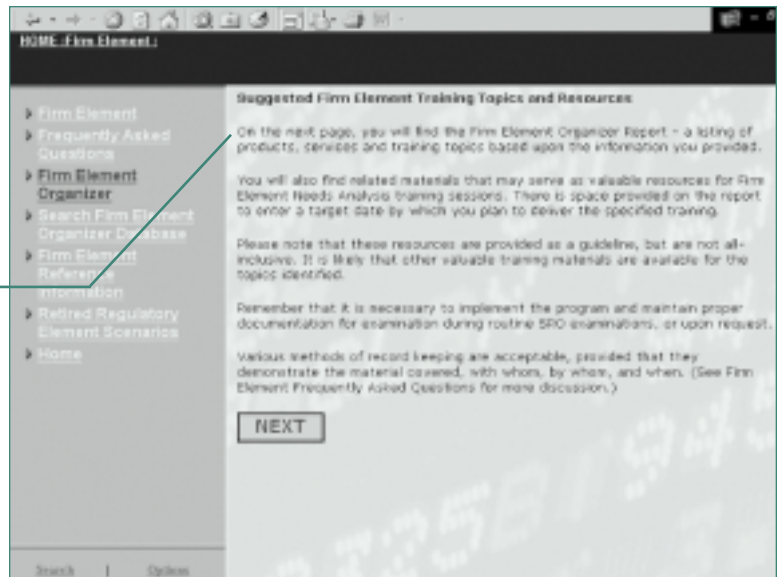 HOME :Firm Element :
Firm Element
Frequently Asked
Questions
Firm Element
Organizer
Search Firm Element
Organizer Database
Firm Element
Reference
Information
Retired Regulatory
Element Scenarios
Home
Search | Options
Suggested Firm Element Training Topics and Resources
On the next page, you will find the Firm Element Organizer Report - a listing of
products, services and training topics based upon the information you provided.
You will also find related materials that may serve as valuable resources for Firm
Element Needs Analysis training sessions. There is space provided on the report
to enter a target date by which you plan to deliver the specified training.
Please note that these resources are provided as a guideline, but are not all-
inclusive. It is likely that other valuable training materials are available for the
topics identified.
Remember that it is necessary to implement the program and maintain proper
documentation for examination during routine SRO examinations, or upon request.
Various methods of record keeping are acceptable, provided that they
demonstrate the material covered, with whom, by whom, and when. (See Firm
Element Frequently Asked Questions for more discussion.)
NEXT